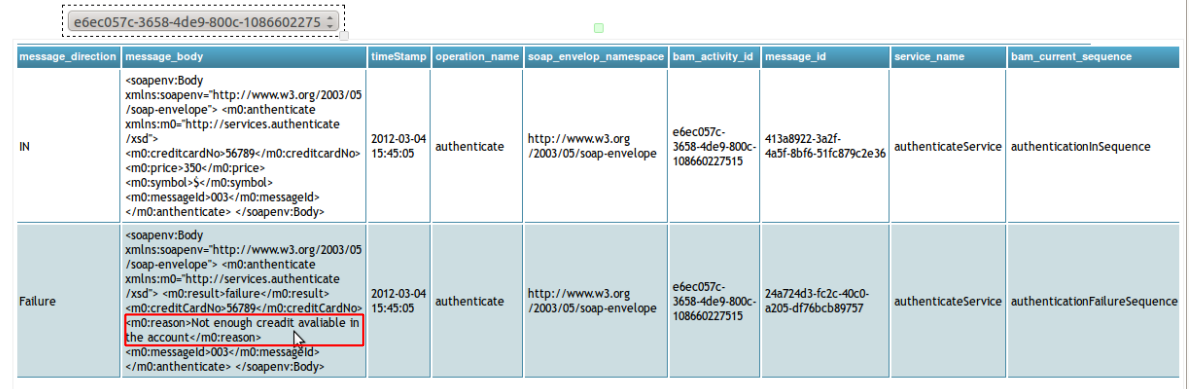 e6ec057c-3658-4de9-800c-1086602275
message_direction message_body timeStamp operation_name soap_envelop_namespace bam_activity_id message_id service_name bam_current_sequence
IN
<soapenv:Body
xmlns:soapenv="http://www.w3.org/2003/05
/soap-envelope"> <m0:anthenticate
xmlns:m0="http://services.authenticate
/xsd">
<m0:creditcardNo>56789</m0:creditcardNo>
<m0:price>350</m0:price>
<m0:symbol>$</m0:symbol>
<m0:messageId>003</m0:messageId>
</m0:anthenticate> </soapenv:Body>
2012-03-04
15:45:05
authenticate
http://www.w3.org
/2003/05/soap-envelope
e6ec057c-
3658-4de9-800c-
108660227515
413a8922-3a2f-
4a5f-8bf6-51fc879c2e36
authenticateService
authenticationInSequence
Failure
<soapenv:Body
xmlns:soapenv="http://www.w3.org/2003/05
/soap-envelope"> <m0:anthenticate
xmlns:m0="http://services.authenticate
/xsd"> <m0:result>failure</m0:result>
<m0:creditCardNo>56789</m0:creditCardNo>
<m0:reason>Not enough creadit avaliable in
the account</m0:reason>
<m0:messageId>003</m0:messageId>
</m0:anthenticate> </soapenv:Body>
2012-03-04
15:45:05
authenticate
http://www.w3.org
/2003/05/soap-envelope
e6ec057c-
3658-4de9-800c-
108660227515
24a724d3-fc2c-40c0-
a205-df76bcb89757
authenticateService
authenticationFailureSequence